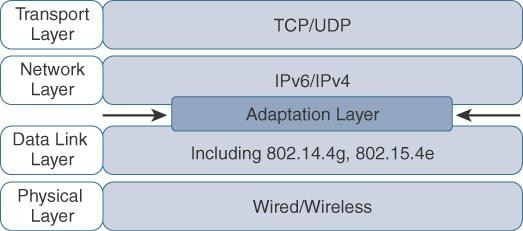 Transport
Layer
TCP/UDP
Network
Layer
IPv6/IPv4
Adaptation Layer
Data Link
Layer
Including 802.14.4g, 802.15.4e
Physical
Layer
Wired/Wireless